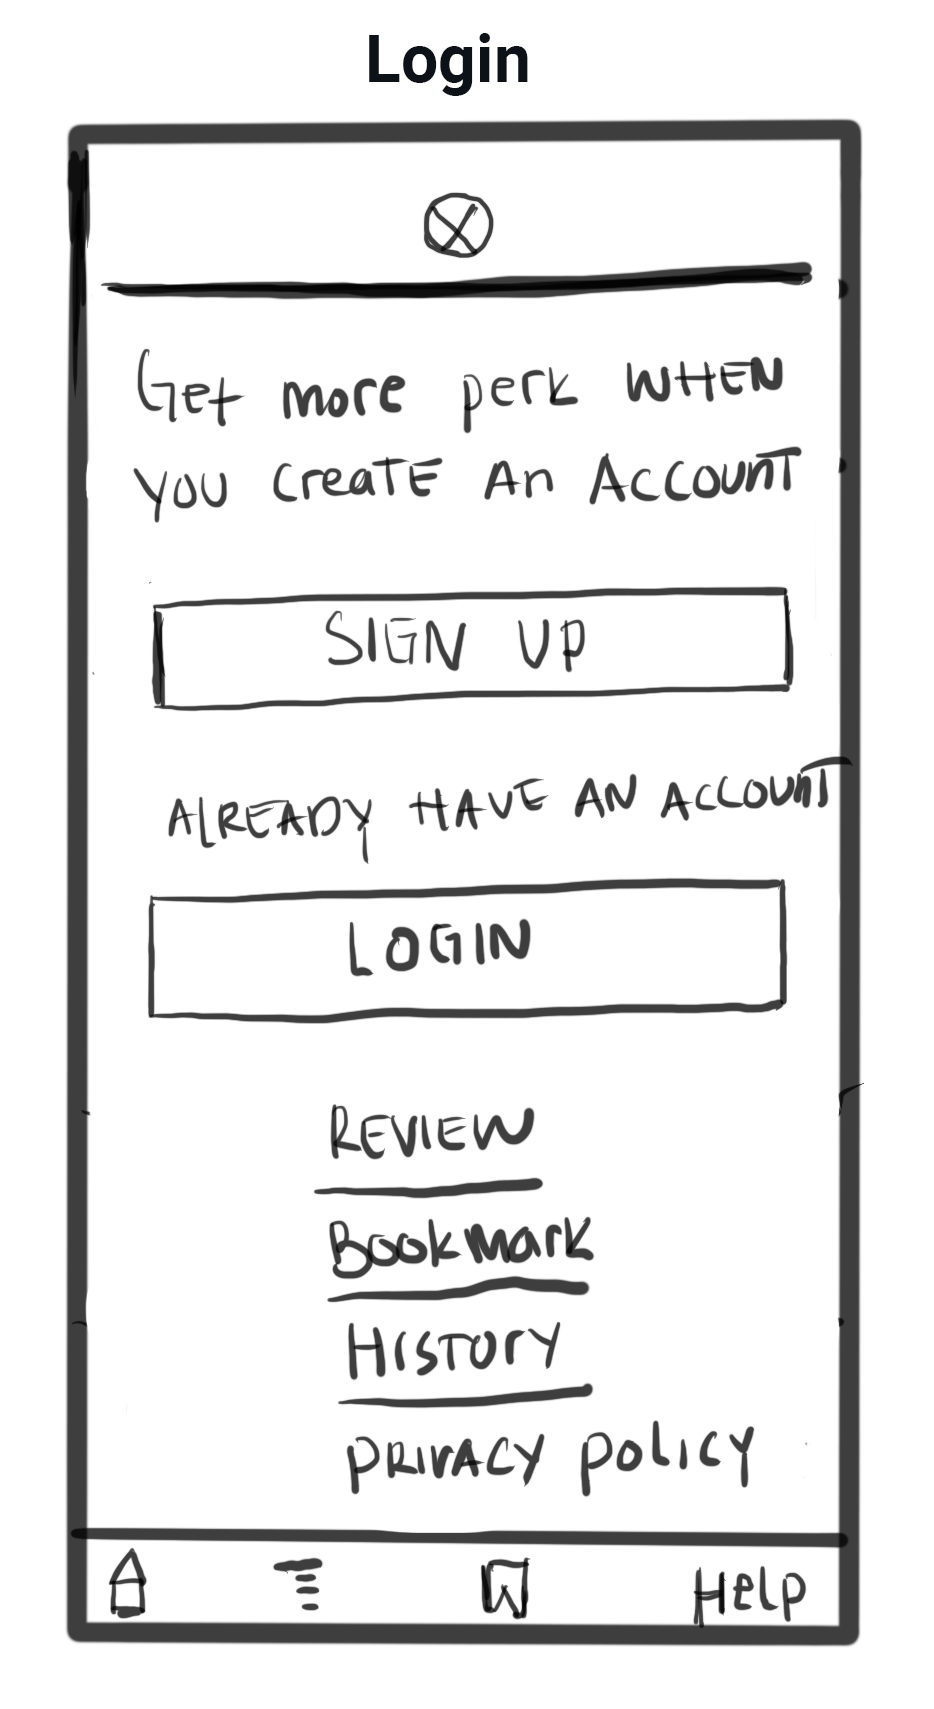 Login
Get more perk WHEN
YOU CreaTE An ACCOUNT
SIGN UP
ALREADY HAVE AN ACCOUNT
LOGIN
REVIEW
Bookmark
HISTOrY
PRIVACY POLICY
HelP